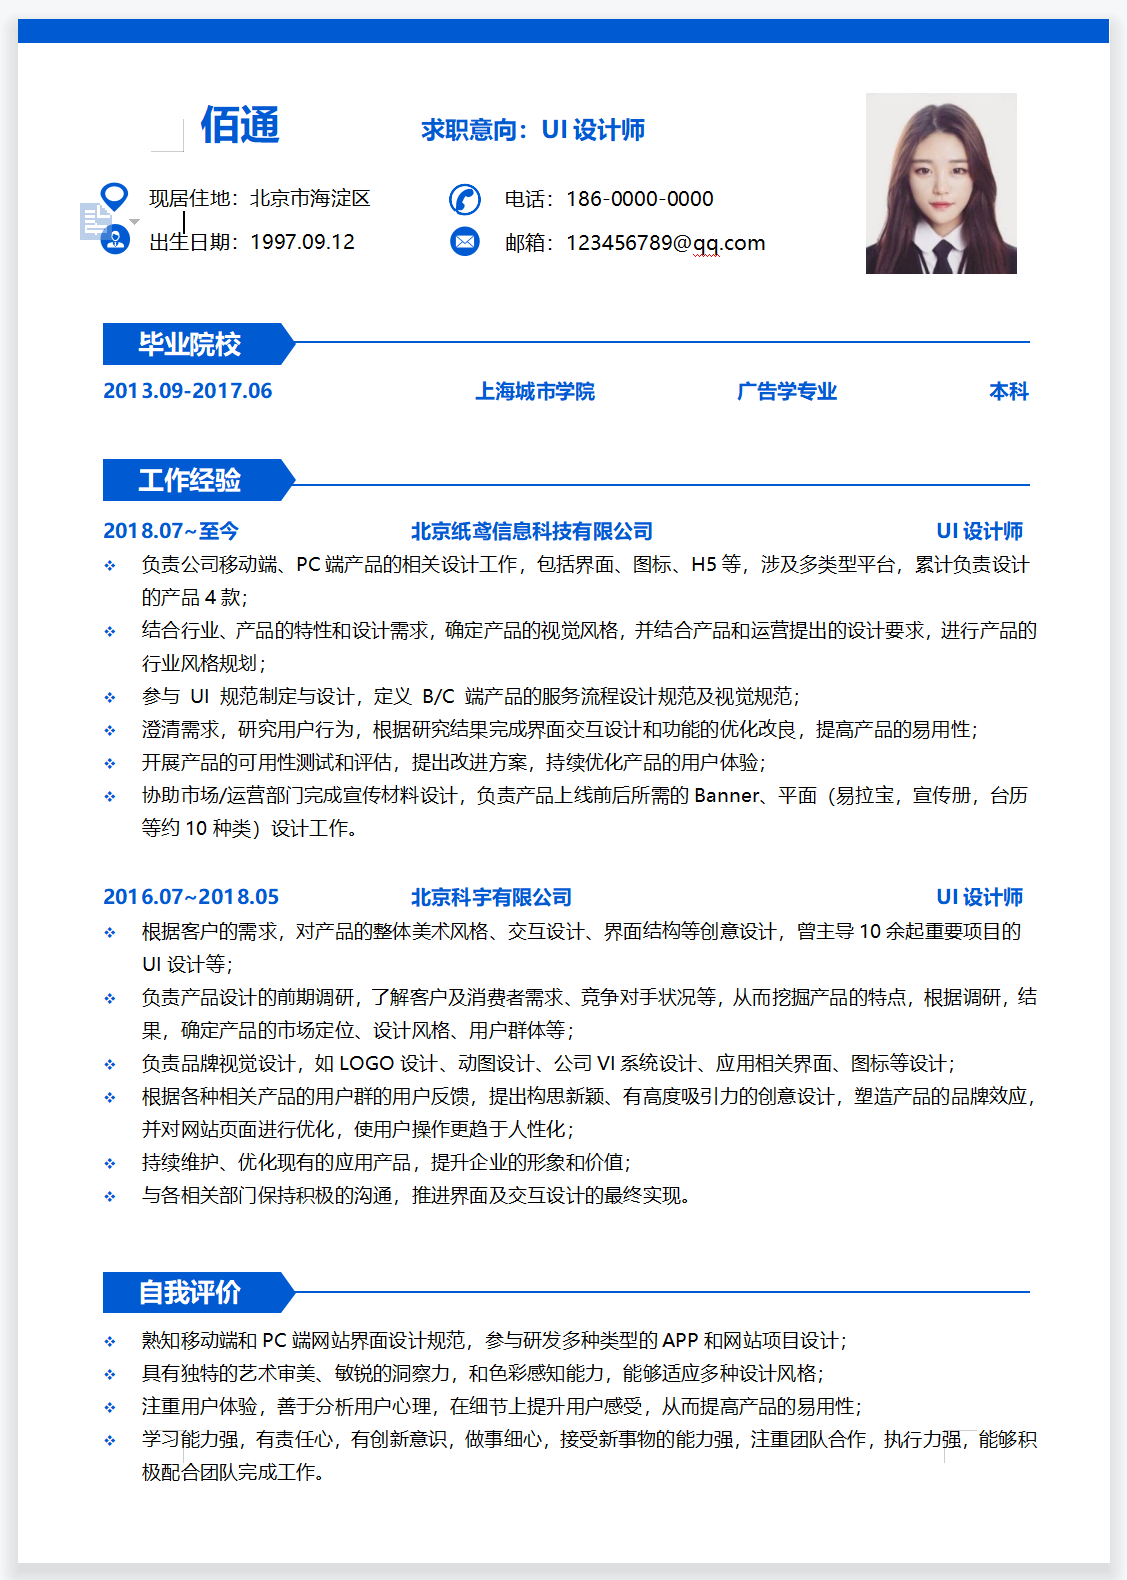 佰通
求职意向：UI 设计师
现居住地：北京市海淀区
电话：186-0000-0000
出生日期：1997.09.12
邮箱：123456789@qq.com
毕业院校
2013.09-2017.06 上海城市学院 广告学专业 本科
工作经验
2018.07~至今 北京纸鸢信息科技有限公司 UI 设计师
负责公司移动端、PC 端产品的相关设计工作，包括界面、图标、H5 等，涉及多类型平台，累计负责设计
的产品 4 款；
结合行业、产品的特性和设计需求，确定产品的视觉风格，并结合产品和运营提出的设计要求，进行产品的
行业风格规划；
参与 UI 规范制定与设计，定义 B/C 端产品的服务流程设计规范及视觉规范；
澄清需求，研究用户行为，根据研究结果完成界面交互设计和功能的优化改良，提高产品的易用性；
开展产品的可用性测试和评估，提出改进方案，持续优化产品的用户体验；
协助市场/运营部门完成宣传材料设计，负责产品上线前后所需的 Banner、平面（易拉宝，宣传册，台历
等约 10 种类）设计工作。
2016.07~2018.05 北京科宇有限公司 UI 设计师
根据客户的需求，对产品的整体美术风格、交互设计、界面结构等创意设计，曾主导 10 余起重要项目的
UI 设计等；
负责产品设计的前期调研，了解客户及消费者需求、竞争对手状况等，从而挖掘产品的特点，根据调研，结
果，确定产品的市场定位、设计风格、用户群体等；
负责品牌视觉设计，如 LOGO 设计、动图设计、公司 VI 系统设计、应用相关界面、图标等设计；
根据各种相关产品的用户群的用户反馈，提出构思新颖、有高度吸引力的创意设计，塑造产品的品牌效应，
并对网站页面进行优化，使用户操作更趋于人性化；
持续维护、优化现有的应用产品，提升企业的形象和价值；
与各相关部门保持积极的沟通，推进界面及交互设计的最终实现。
自我评价
熟知移动端和 PC 端网站界面设计规范，参与研发多种类型的 APP 和网站项目设计；
具有独特的艺术审美、敏锐的洞察力，和色彩感知能力，能够适应多种设计风格；
注重用户体验，善于分析用户心理，在细节上提升用户感受，从而提高产品的易用性；
学习能力强，有责任心，有创新意识，做事细心，接受新事物的能力强，注重团队合作，执行力强，能够积
极配合团队完成工作。